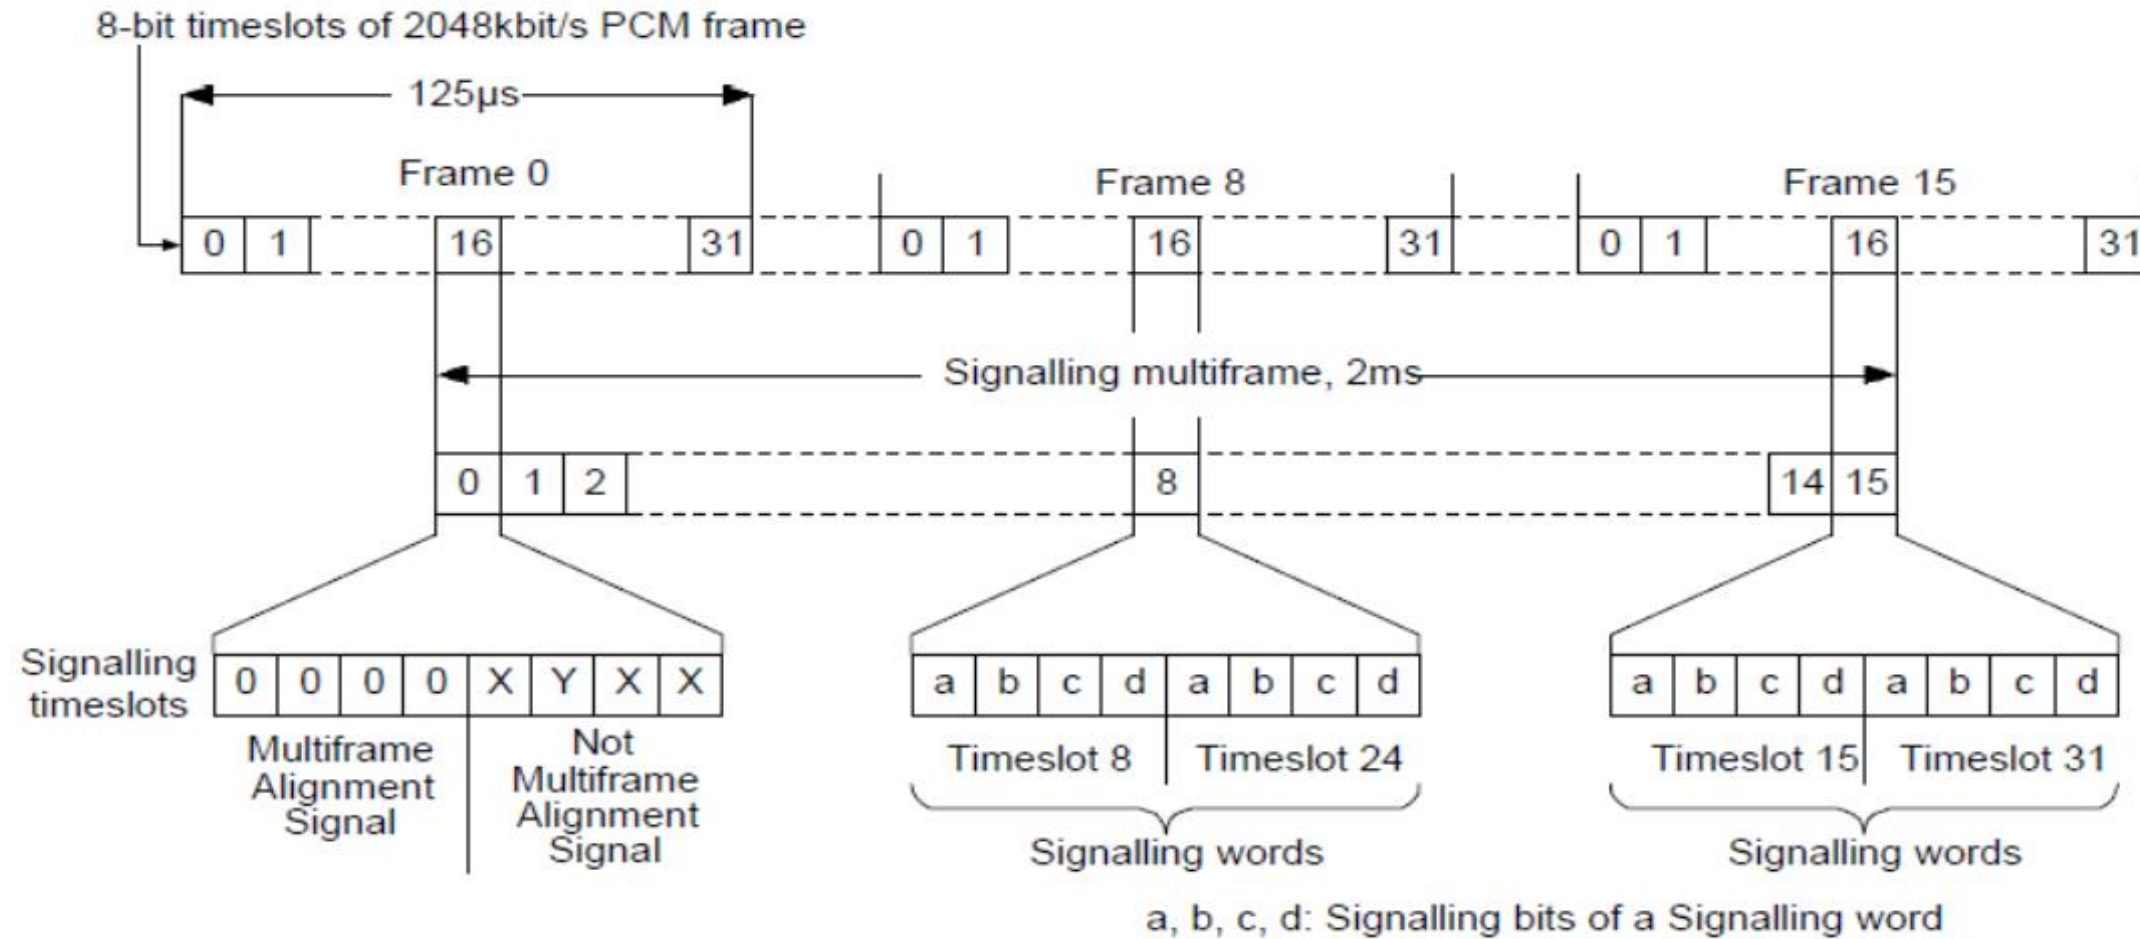 8-bit timeslots of 2048kbit/s PCM frame
125µs
Frame 0
Frame 8
Frame 15
0 1 16 31 0 1 16 31 0 1 16 31
Signalling multiframe, 2ms
0 1 2 8 14 15
Signalling
timeslots
0 0 0 0 X Y X X
a b c d a b c d
a b c d a b c d
Multiframe
Alignment
Signal
Not
Multiframe
Alignment
Signal
Timeslot 8
Timeslot 24
Timeslot 15
Timeslot 31
Signalling words
Signalling words
a, b, c, d: Signalling bits of a Signalling word